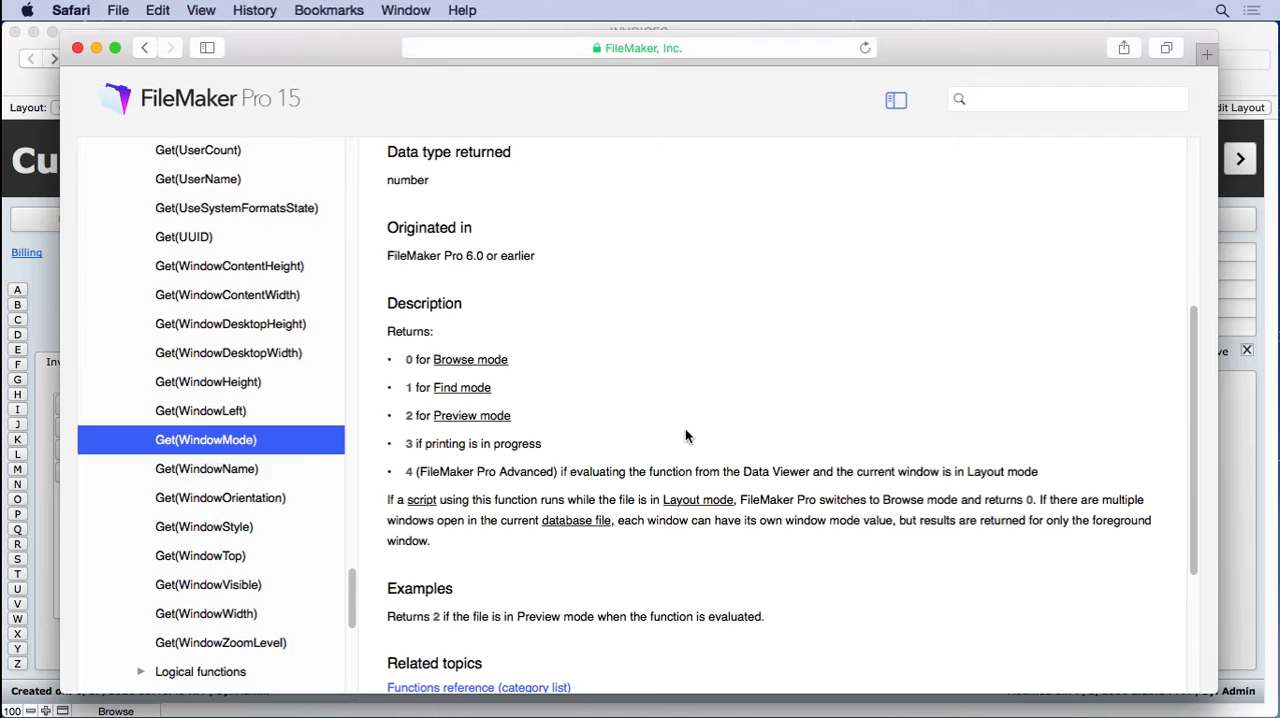 Safari File Edit View History Bookmarks Window Help
FileMaker, Inc.
FileMaker Pro 15
Layout:
dit Layout
Cu
Billing
A
B
C
D
E
F
G
H
I
J
K
L
M
N
O
P
Q
R
S
T
U
V
W
X
Y
Z
Get(UserCount)
Get(UserName)
Get(UseSystemFormatsState)
Get(UUID)
Get(WindowContentHeight)
Get(WindowContentWidth)
Get(WindowDesktopHeight)
Get(WindowDesktopWidth)
Get(WindowHeight)
Get(WindowLeft)
Get(WindowMode)
Get(WindowName)
Get(WindowOrientation)
Get(WindowStyle)
Get(WindowTop)
Get(WindowVisible)
Get(WindowWidth)
Get(WindowZoomLevel)
Logical functions
Data type returned
number
Originated in
FileMaker Pro 6.0 or earlier
Description
Returns:
• 0 for Browse mode
• 1 for Find mode
• 2 for Preview mode
• 3 if printing is in progress
• 4 (FileMaker Pro Advanced) if evaluating the function from the Data Viewer and the current window is in Layout mode
If a script using this function runs while the file is in Layout mode, FileMaker Pro switches to Browse mode and returns 0. If there are multiple
windows open in the current database file, each window can have its own window mode value, but results are returned for only the foreground
window.
Examples
Returns 2 if the file is in Preview mode when the function is evaluated.
Related topics
Functions reference (category list)
Admin
100
Browse